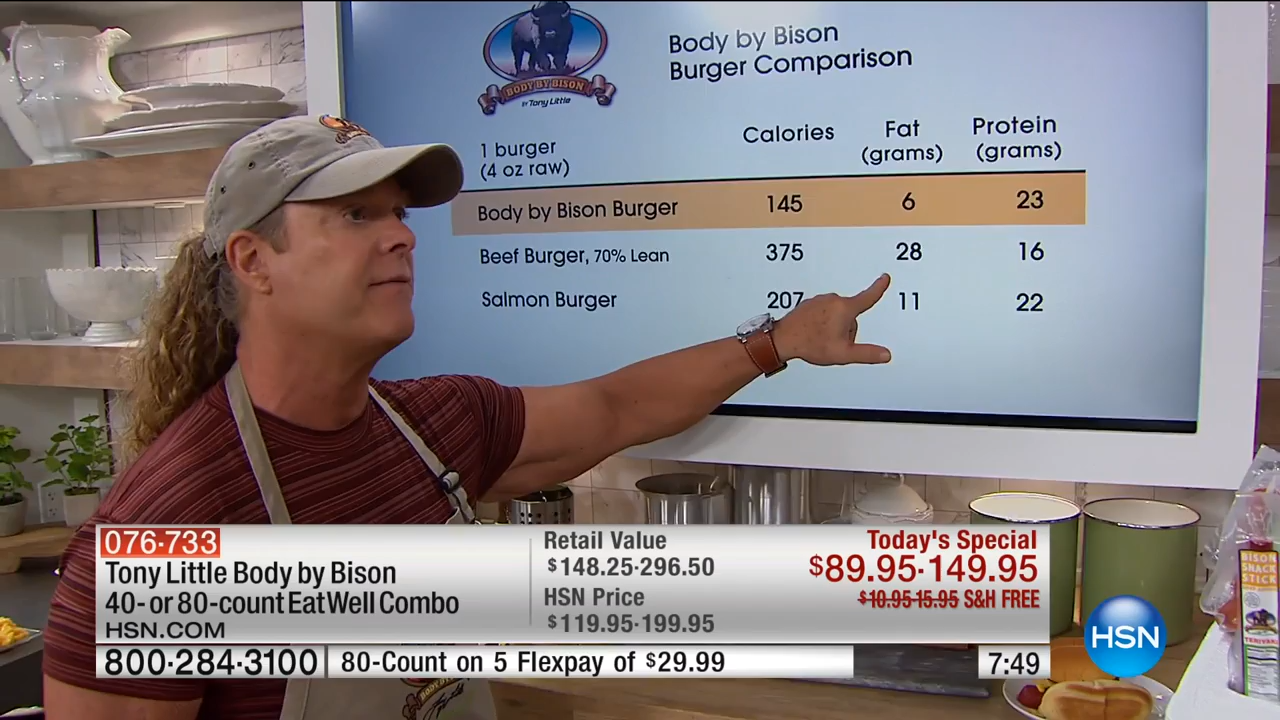 BODY BY BISON
BY Tony Little
Body by Bison
Burger Comparison
1 burger
(4 oz raw)
Calories
Fat
(grams)
Protein
(grams)
Body by Bison Burger 145 6 23
Beef Burger, 70% Lean 375 28 16
Salmon Burger 207 11 22
076-733
Tony Little Body by Bison
40- or 80-count Eat Well Combo
HSN.COM
Retail Value
$148.25-296.50
HSN Price
$119.95-199.95
Today's Special
$89.95-149.95
$10.95-15.95 S&H FREE
HSN
800-284-3100
80-Count on 5 Flexpay of $29.99
7:49
BISON
SNACK
STICK